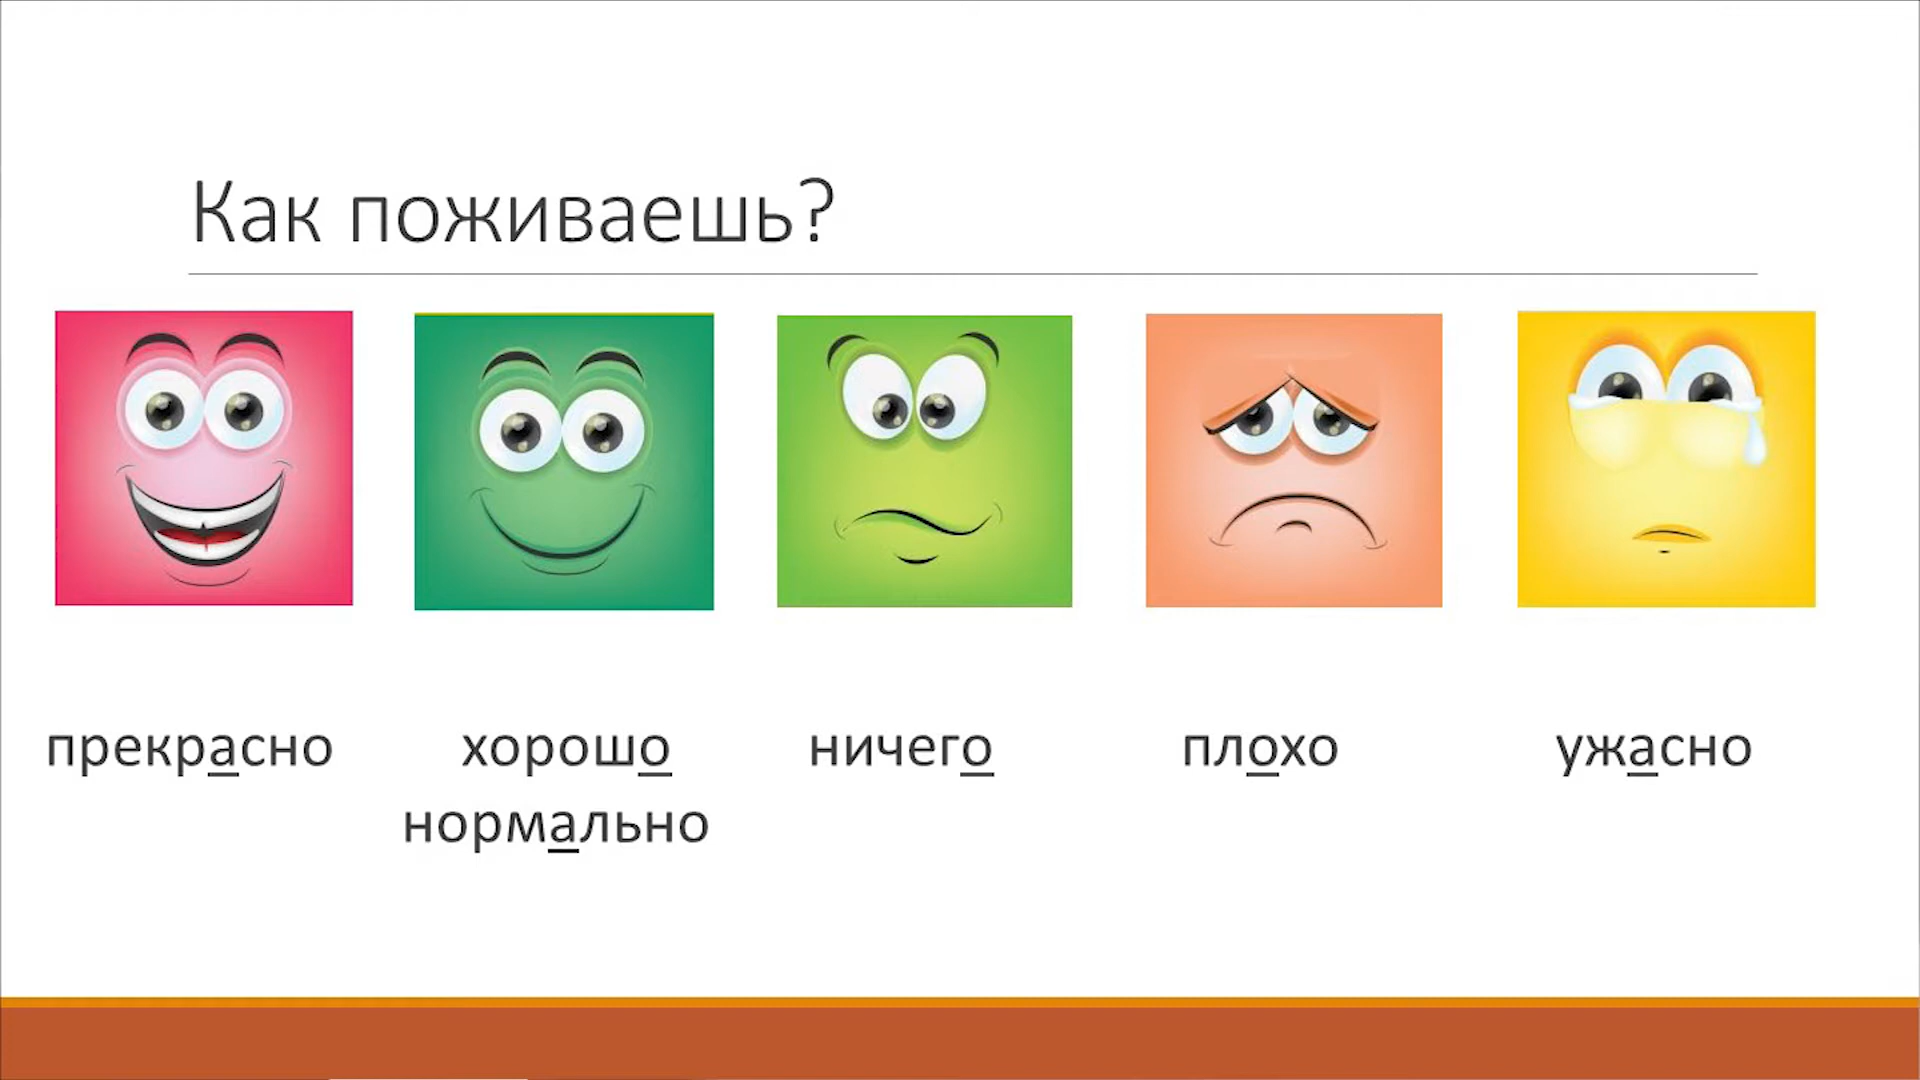 Как поживаешь?
прекрасно хорошо ничего плохо ужасно
нормально